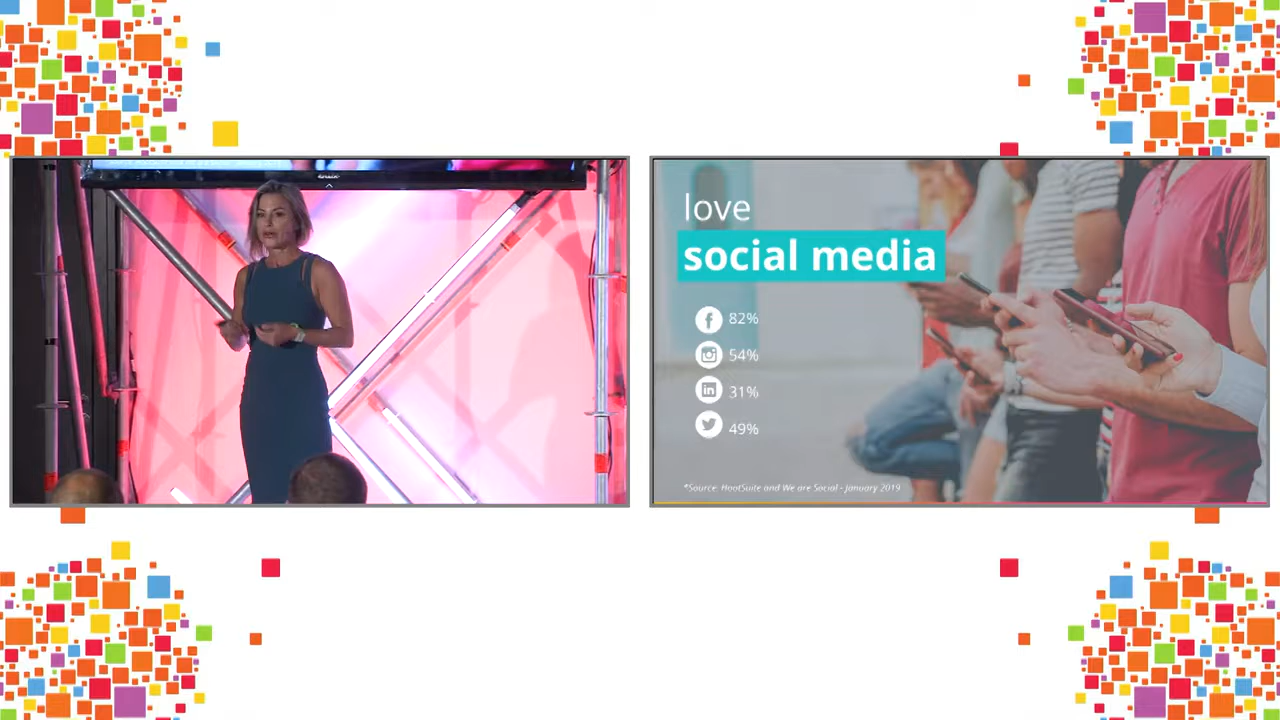 love
social media
82%
54%
31%
49%
*Source: HootSuite and We are Social - January 2019